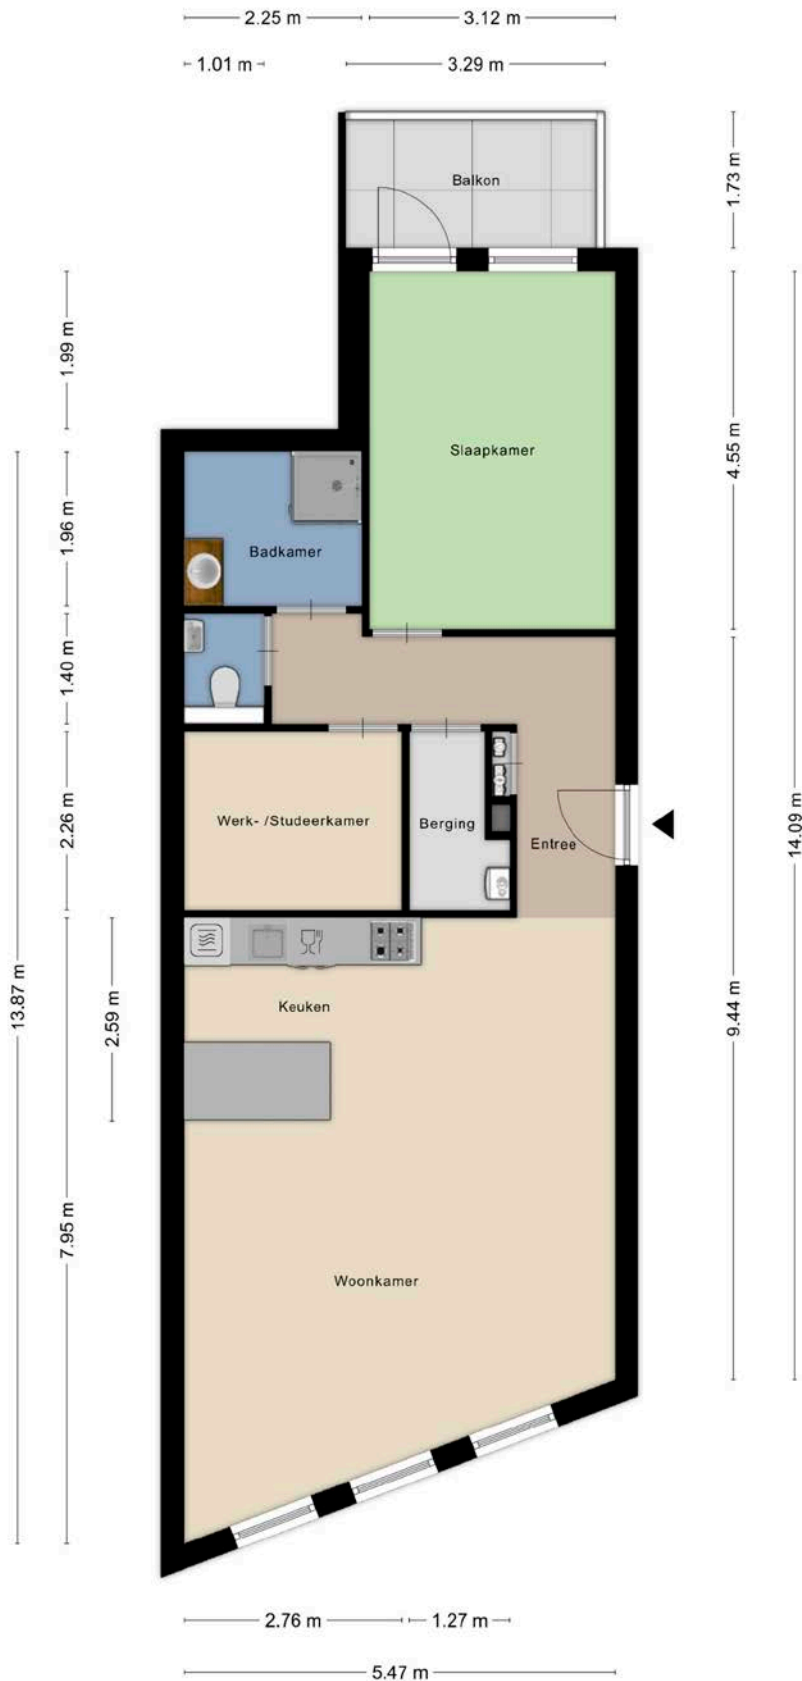 2.25 m
3.12 m
1.01 m
3.29 m
1.73 m
Balkon
1.99 m
4.55 m
Slaapkamer
1.96 m
Badkamer
1.40 m
14.09 m
2.26 m
Werk- /Studeerkamer
Berging
Entree
13.87 m
2.59 m
Keuken
9.44 m
7.95 m
Woonkamer
2.76 m
1.27 m
5.47 m